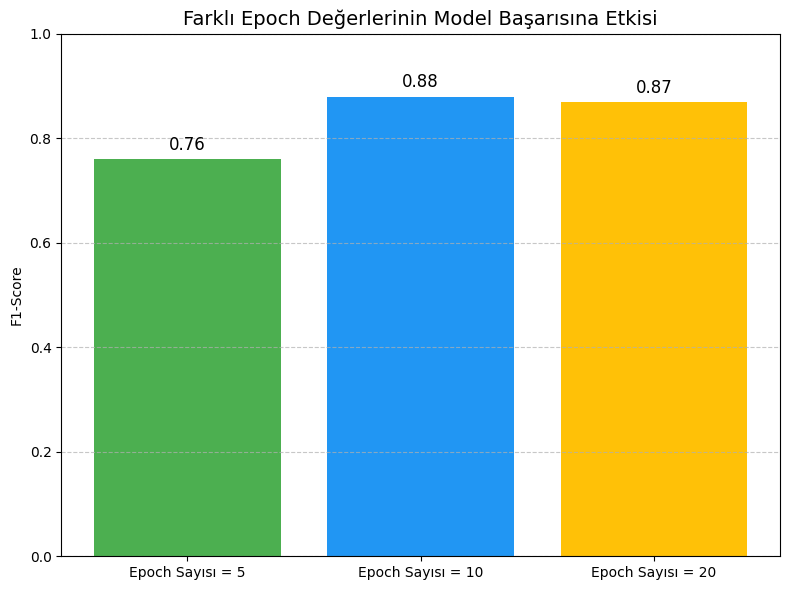 Farklı Epoch Değerlerinin Model Başarısına Etkisi
1.0
0.8
0.6
0.4
0.2
0.0
F1-Score
0.76
0.88
0.87
Epoch Sayısı = 5
Epoch Sayısı = 10
Epoch Sayısı = 20